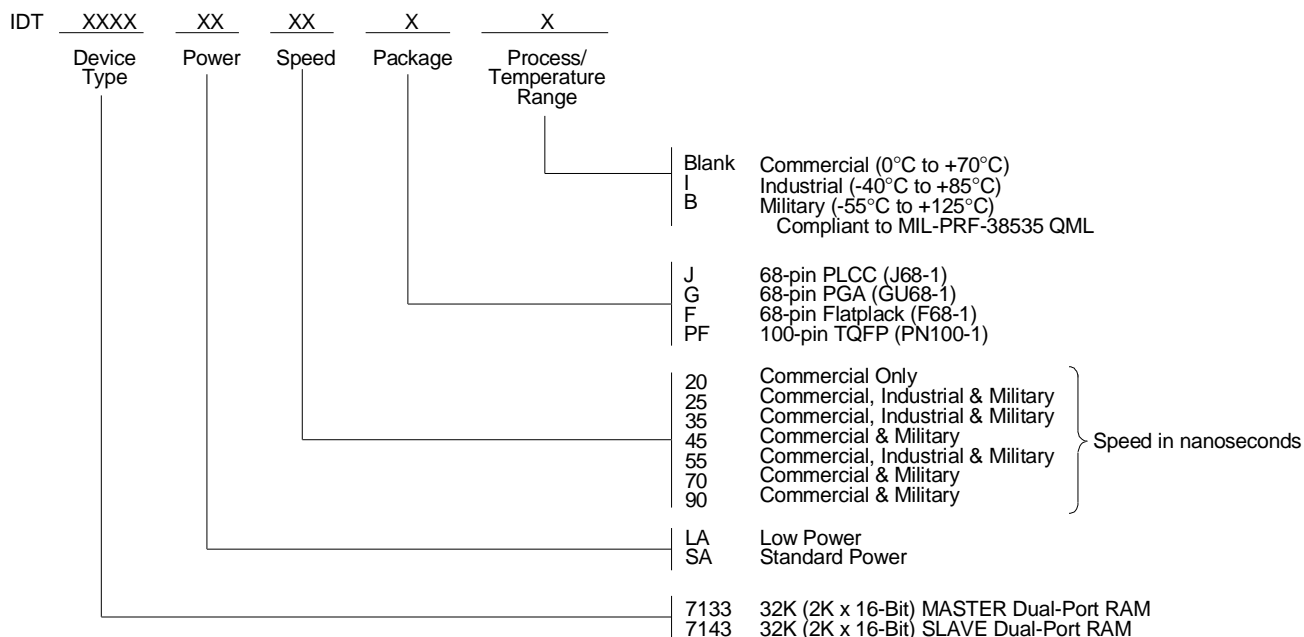 IDT XXXX XX XX X X
Device Type Power Speed Package Process/ Temperature Range
Blank Commercial (0°C to +70°C)
I Industrial (-40°C to +85°C)
B Military (-55°C to +125°C)
Compliant to MIL-PRF-38535 QML
J 68-pin PLCC (J68-1)
G 68-pin PGA (GU68-1)
F 68-pin Flatplack (F68-1)
PF 100-pin TQFP (PN100-1)
20 Commercial Only
25 Commercial, Industrial & Military
35 Commercial, Industrial & Military
45 Commercial & Military
55 Commercial, Industrial & Military
70 Commercial & Military
90 Commercial & Military
Speed in nanoseconds
LA Low Power
SA Standard Power
7133 32K (2K x 16-Bit) MASTER Dual-Port RAM
7143 32K (2K x 16-Bit) SLAVE Dual-Port RAM